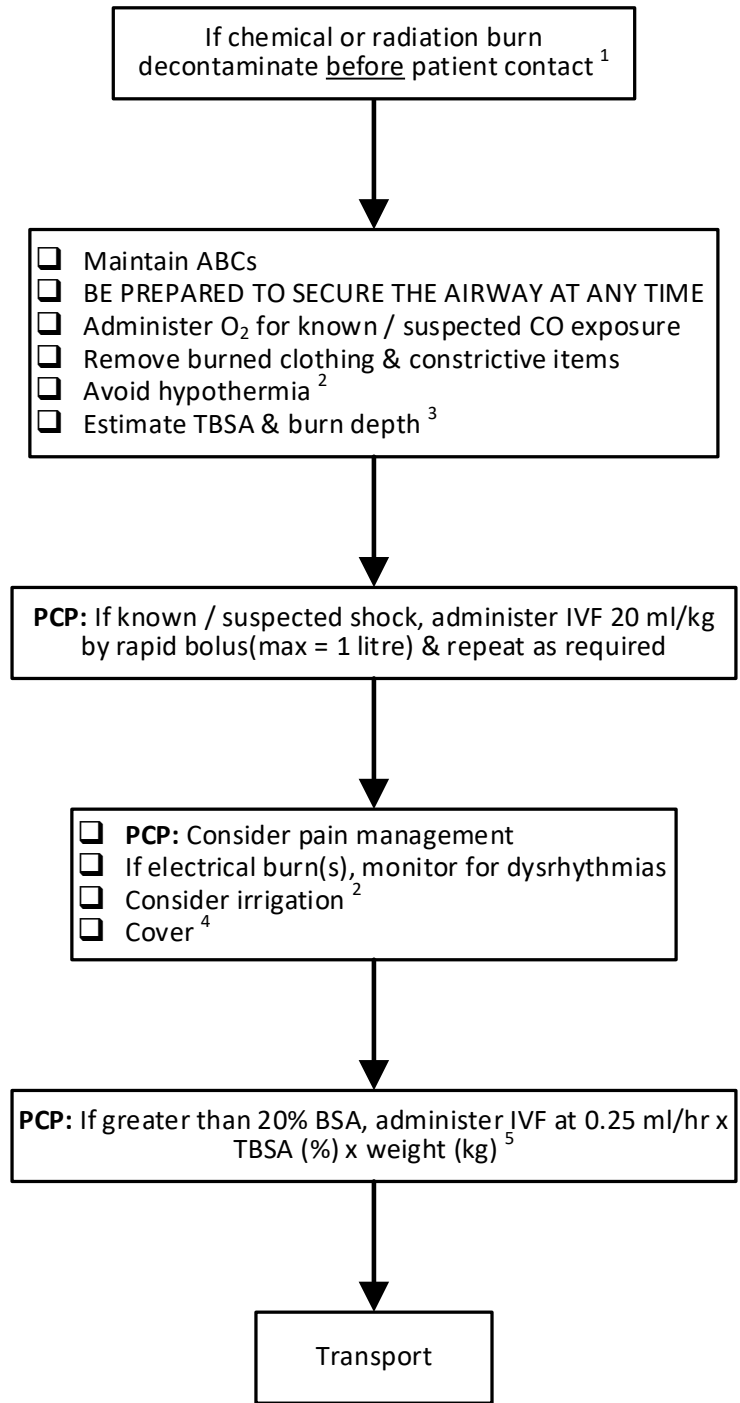 If chemical or radiation burn
decontaminate before patient contact 1
❑ Maintain ABCs
❑ BE PREPARED TO SECURE THE AIRWAY AT ANY TIME
❑ Administer O2 for known / suspected CO exposure
❑ Remove burned clothing & constrictive items
❑ Avoid hypothermia 2
❑ Estimate TBSA & burn depth 3
PCP: If known / suspected shock, administer IVF 20 ml/kg
by rapid bolus(max = 1 litre) & repeat as required
❑ PCP: Consider pain management
❑ If electrical burn(s), monitor for dysrhythmias
❑ Consider irrigation 2
❑ Cover 4
PCP: If greater than 20% BSA, administer IVF at 0.25 ml/hr x
TBSA (%) x weight (kg) 5
Transport